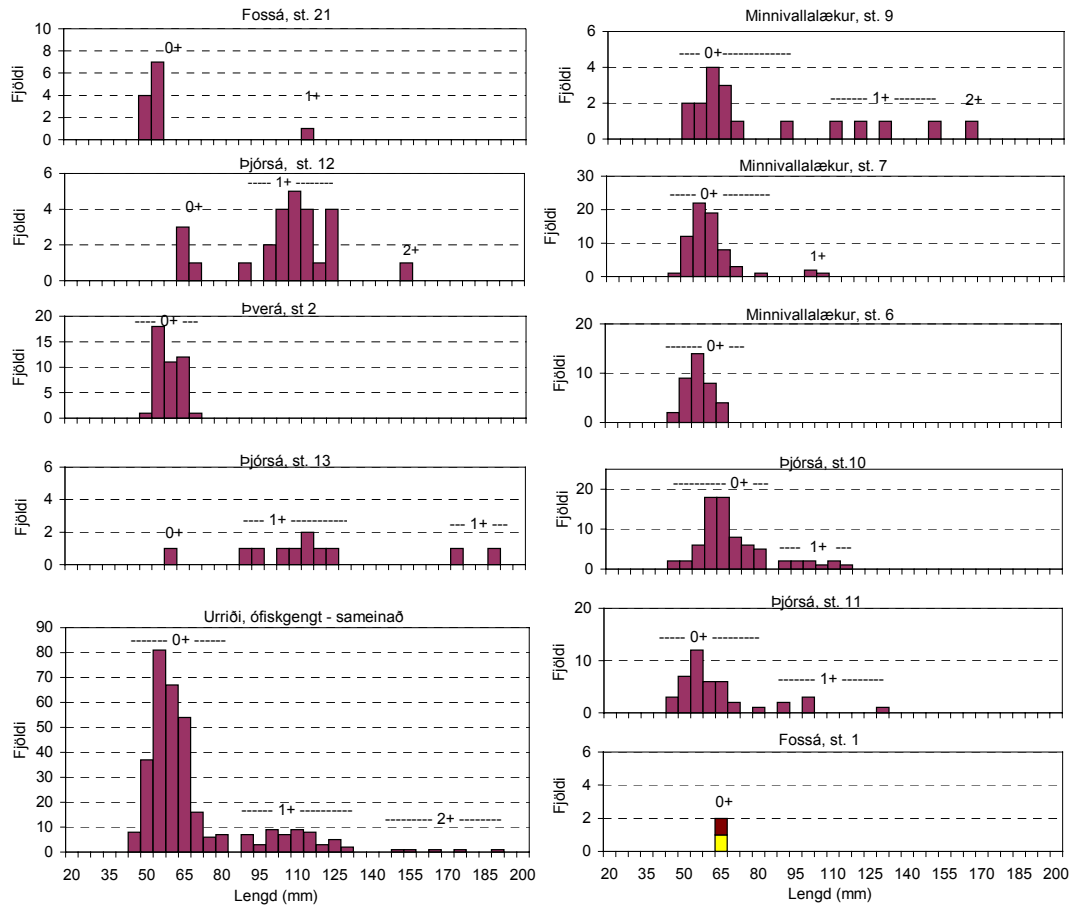 Fossá, st. 21
Fjöldi
10
8
6
4
2
0
0+
1+
Þjórsá, st. 12
Fjöldi
6
4
2
0
0+
----- 1+ --------
2+
Þverá, st 2
Fjöldi
20
15
10
5
0
---- 0+ ---
Þjórsá, st. 13
Fjöldi
6
4
2
0
0+
---- 1+ -----------
--- 1+ ---
Urriði, ófiskgengt - sameinað
Fjöldi
90
80
70
60
50
40
30
20
10
0
------- 0+ ------
------ 1+ -----------
--------- 2+ ---------
20 35 50 65 80 95 110 125 140 155 170 185 200
Lengd (mm)
Minnivallalækur, st. 9
Fjöldi
6
4
2
0
---- 0+ -------------
------- 1+ --------
2+
Minnivallalækur, st. 7
Fjöldi
30
20
10
0
----- 0+ --------
1+
Minnivallalækur, st. 6
Fjöldi
20
10
0
------- 0+ ---
Þjórsá, st.10
Fjöldi
20
10
0
----------- 0+ ---
---- 1+ ---
Þjórsá, st. 11
Fjöldi
20
10
0
----- 0+ ---------
------- 1+ --------
Fossá, st. 1
Fjöldi
6
4
2
0
0+
20 35 50 65 80 95 110 125 140 155 170 185 200
Lengd (mm)